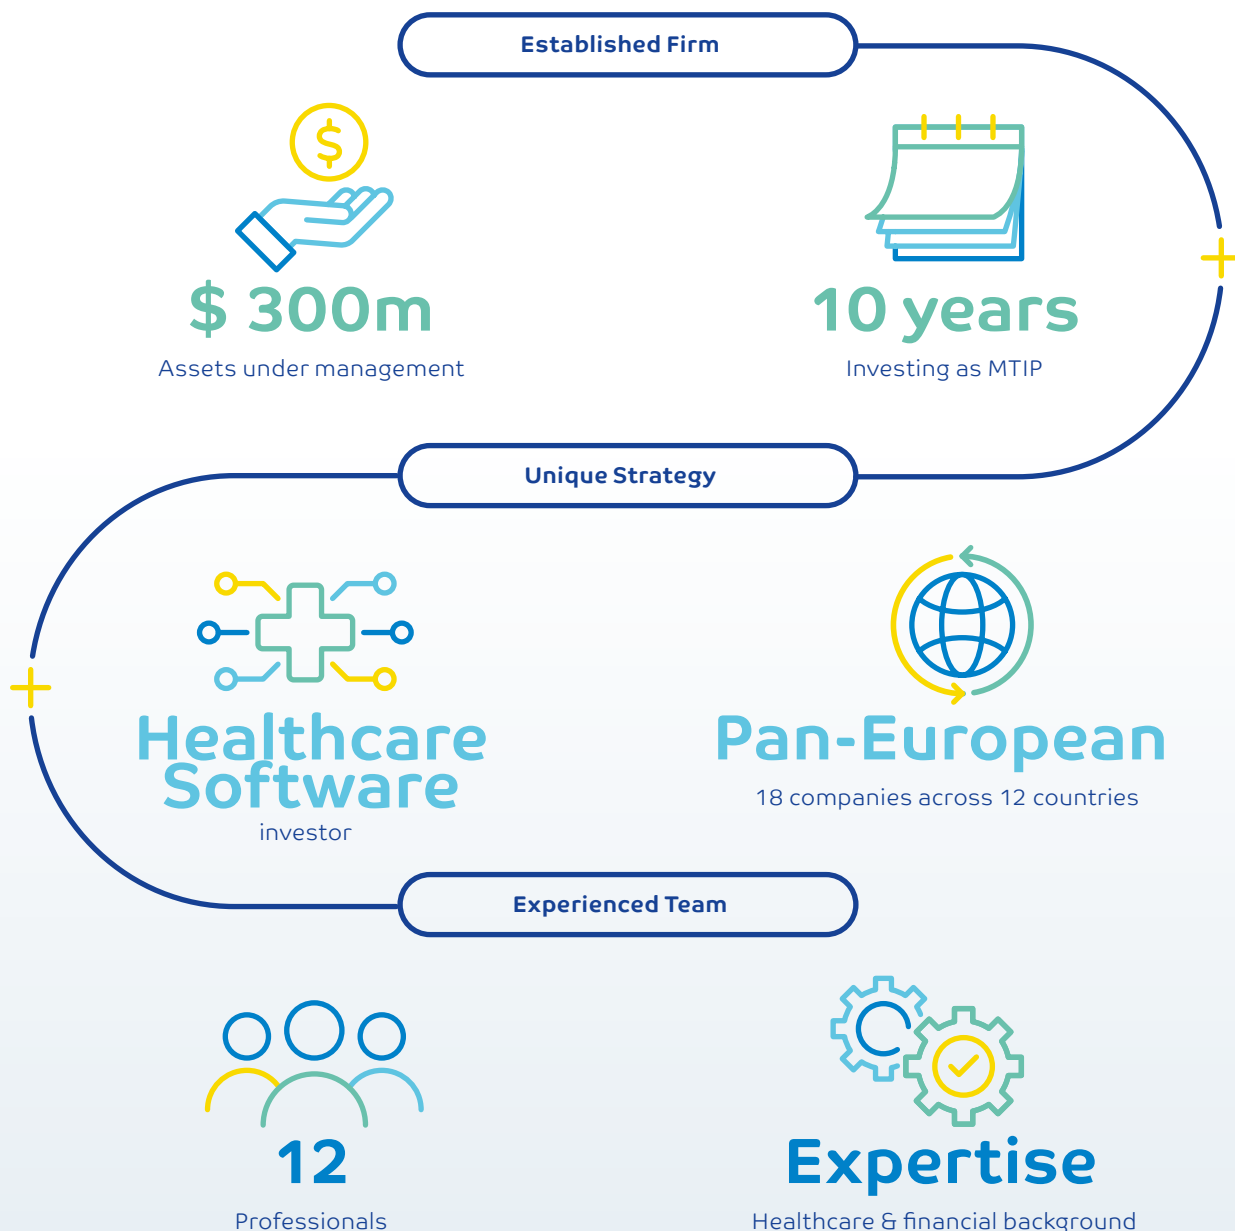 Established Firm
$
$ 300m
Assets under management
10 years
Investing as MTIP
Unique Strategy
Healthcare
Software
investor
Pan-European
18 companies across 12 countries
Experienced Team
12
Professionals
Expertise
Healthcare & financial background